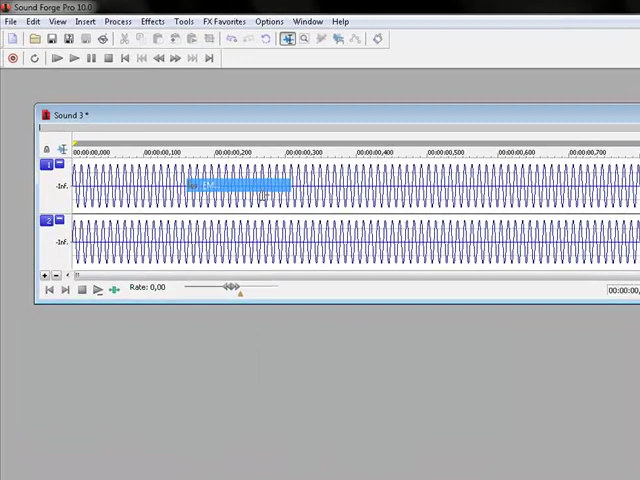 Sound Forge Pro 10.0
File Edit View Insert Process Effects Tools FX Favorites Options Window Help
Sound 3 *
00:00:00,000 ,00:00:00,100 ,00:00:00,200 ,00:00:00,300 ,00:00:00,400 ,00:00:00,500 ,00:00:00,600 ,00:00:00,700
1
-Inf.
2
-Inf.
Rate: 0,00
00:00:00,